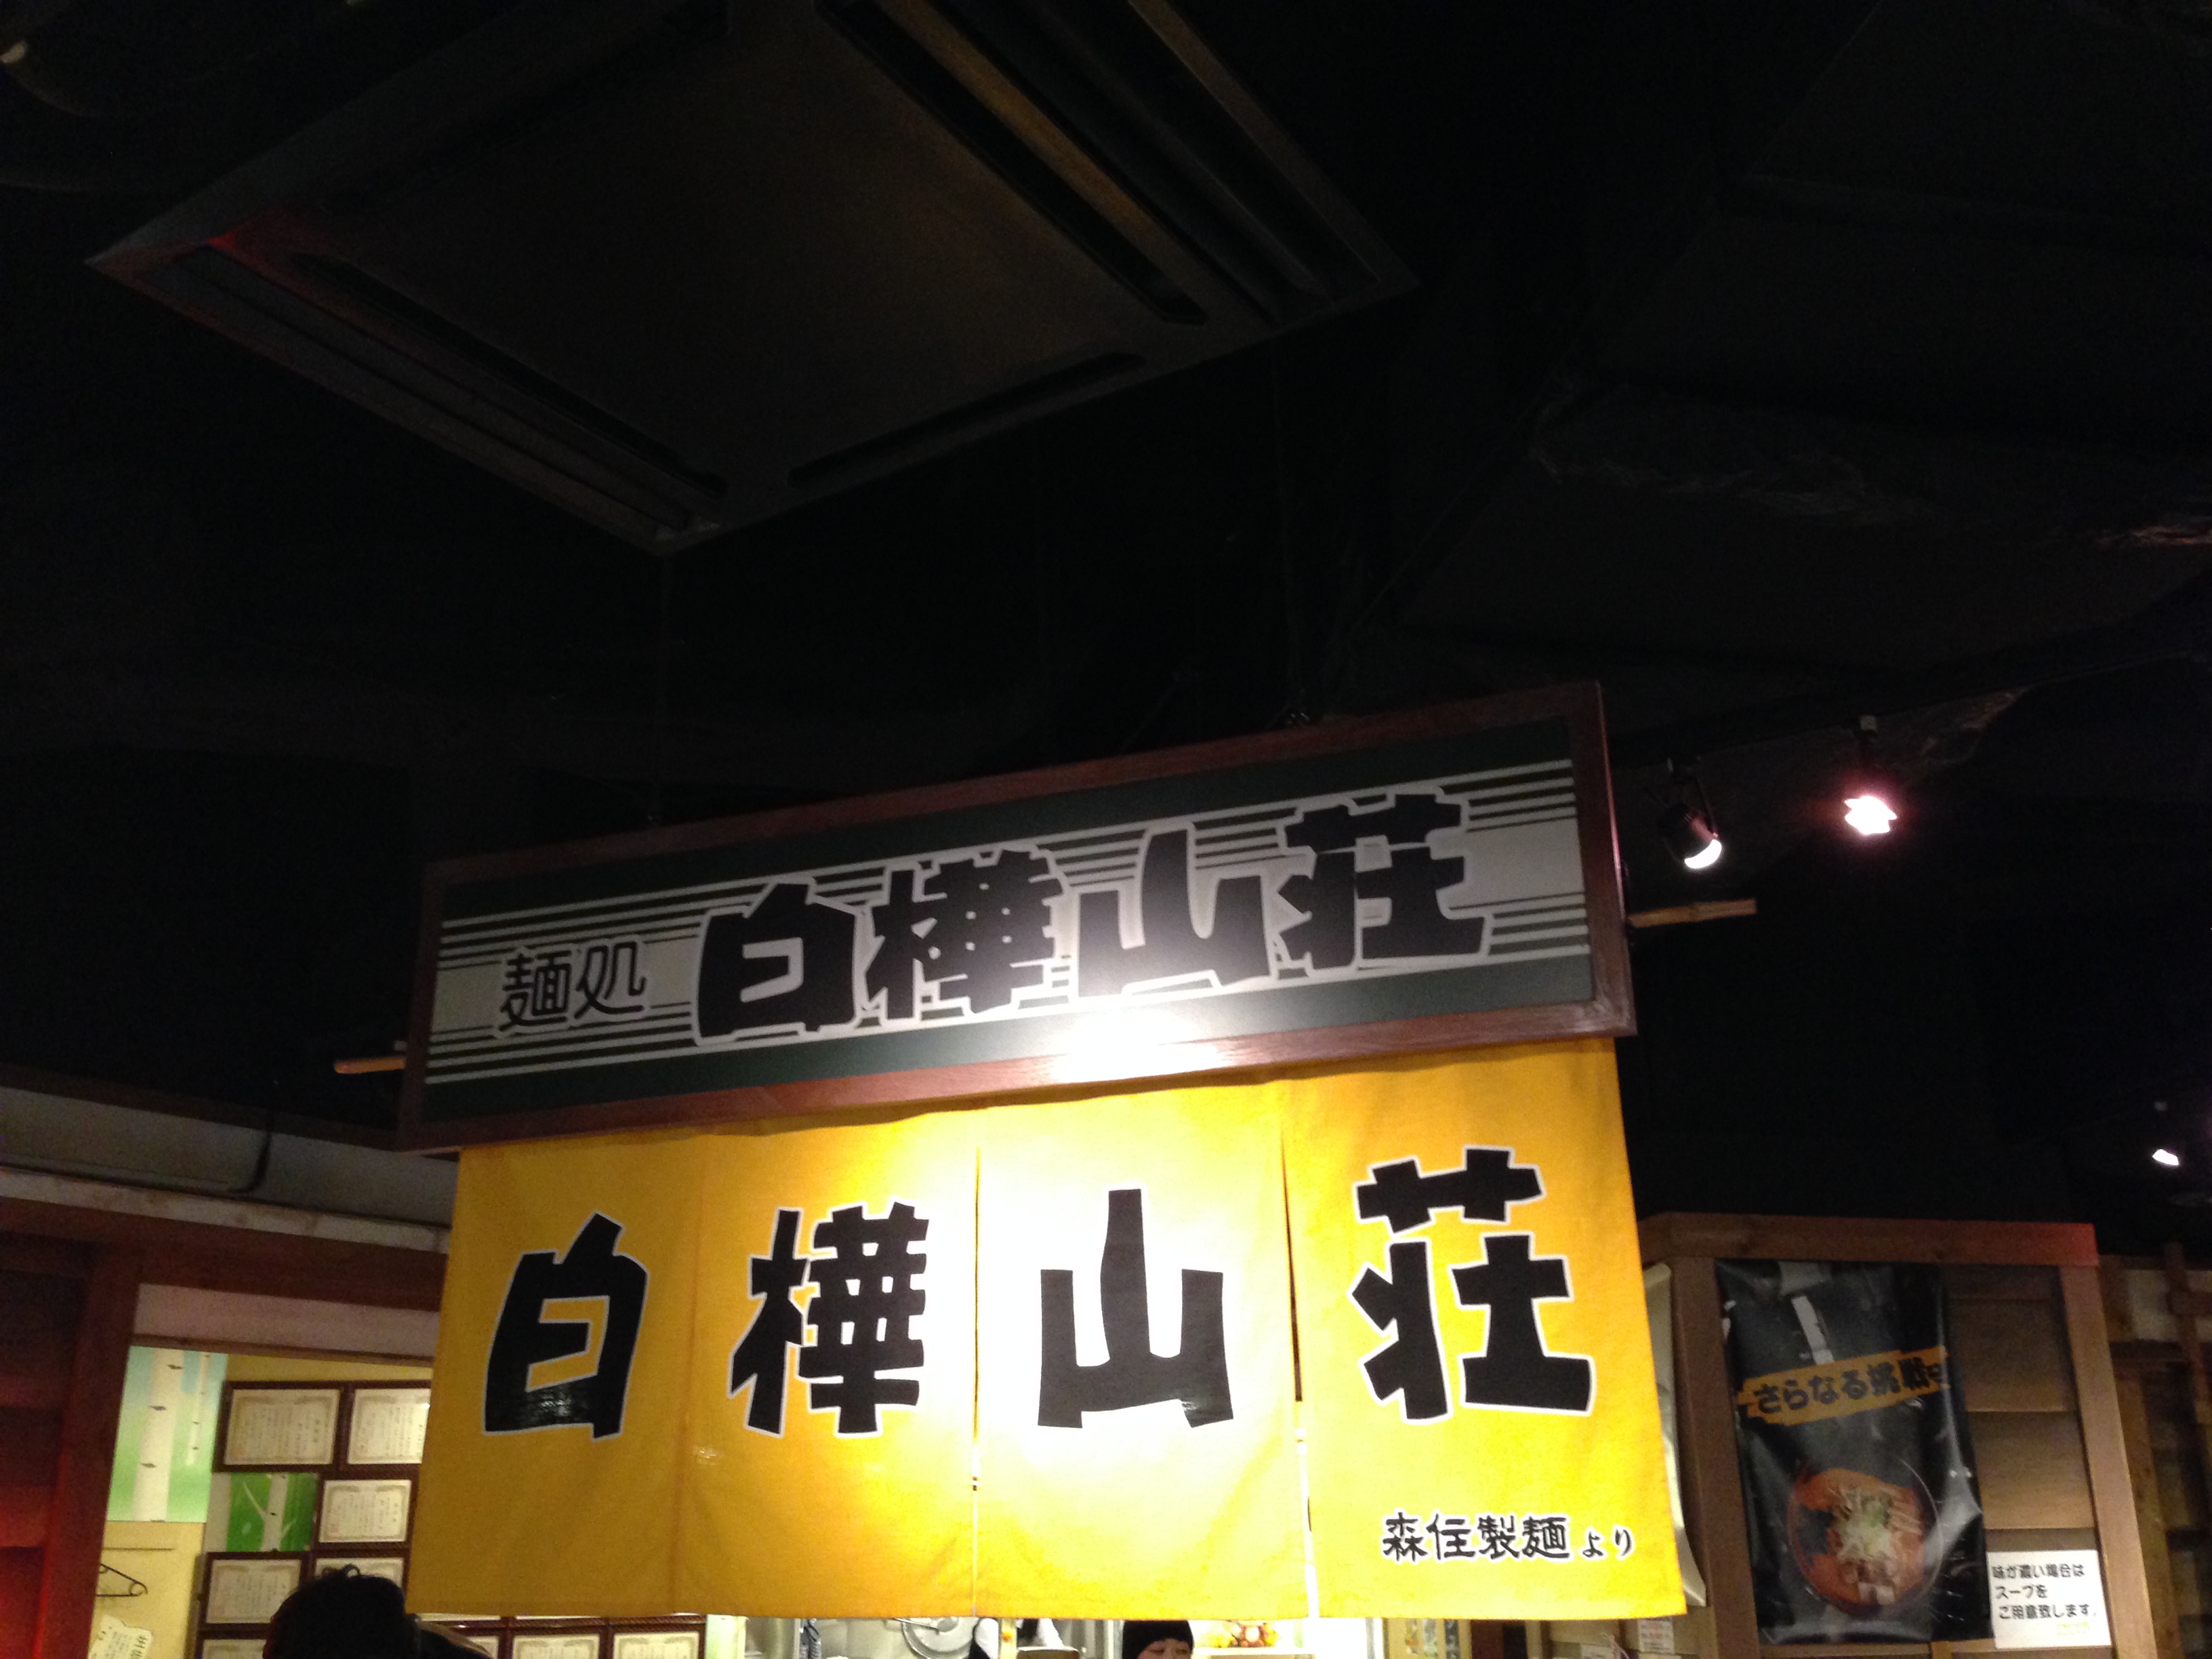 麺処 白樺山荘
白樺山荘
森住製麺より
さらなる挑戦
味が濃い場合は
スープを
ご用意致します。